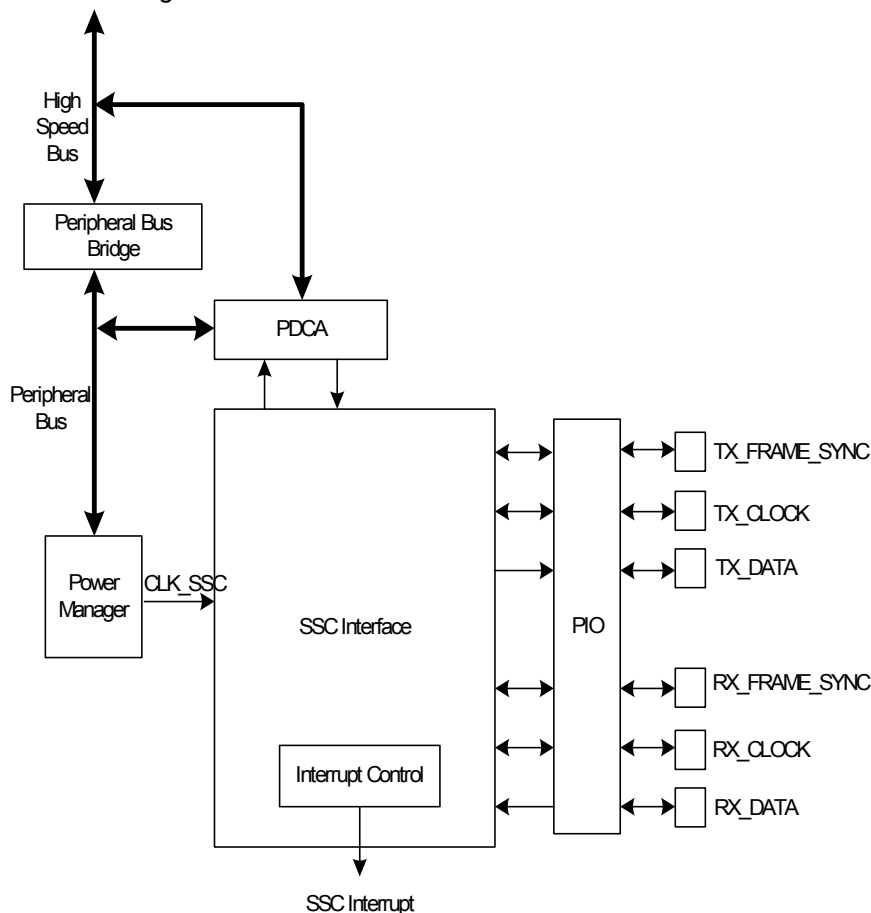 High
Speed
Bus
Peripheral Bus
Bridge
PDCA
Peripheral
Bus
TX_FRAME_SYNC
TX_CLOCK
TX_DATA
Power
Manager
CLK_SSC
SSC Interface
PIO
RX_FRAME_SYNC
RX_CLOCK
RX_DATA
Interrupt Control
SSC Interrupt